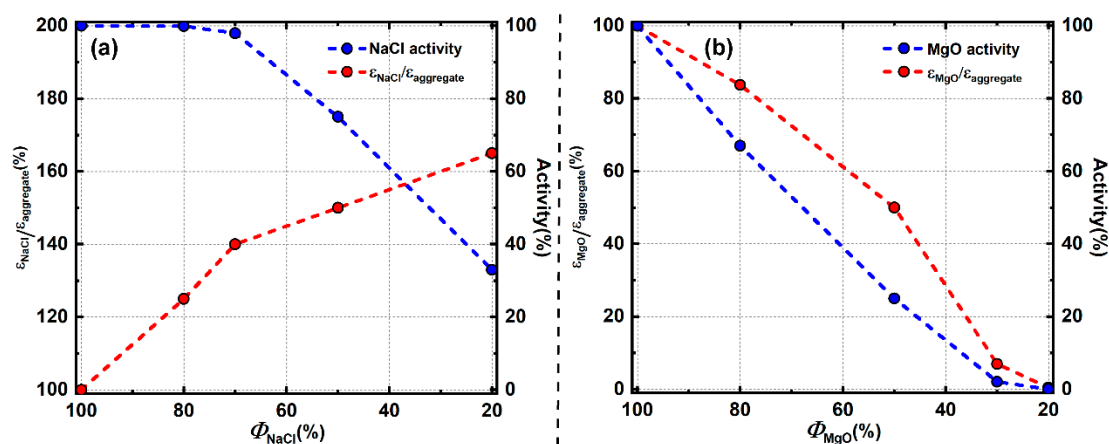 (a)
NaCl activity
εNaCl/εaggregate
200
180
160
140
120
100
εNaCl/εaggregate(%)
100
80
60
40
20
0
Activity(%)
100 80 60 40 20
ΦNaCl(%)
(b)
MgO activity
εMgO/εaggregate
100
80
60
40
20
0
εMgO/εaggregate(%)
100
80
60
40
20
0
Activity(%)
100 80 60 40 20
ΦMgO(%)